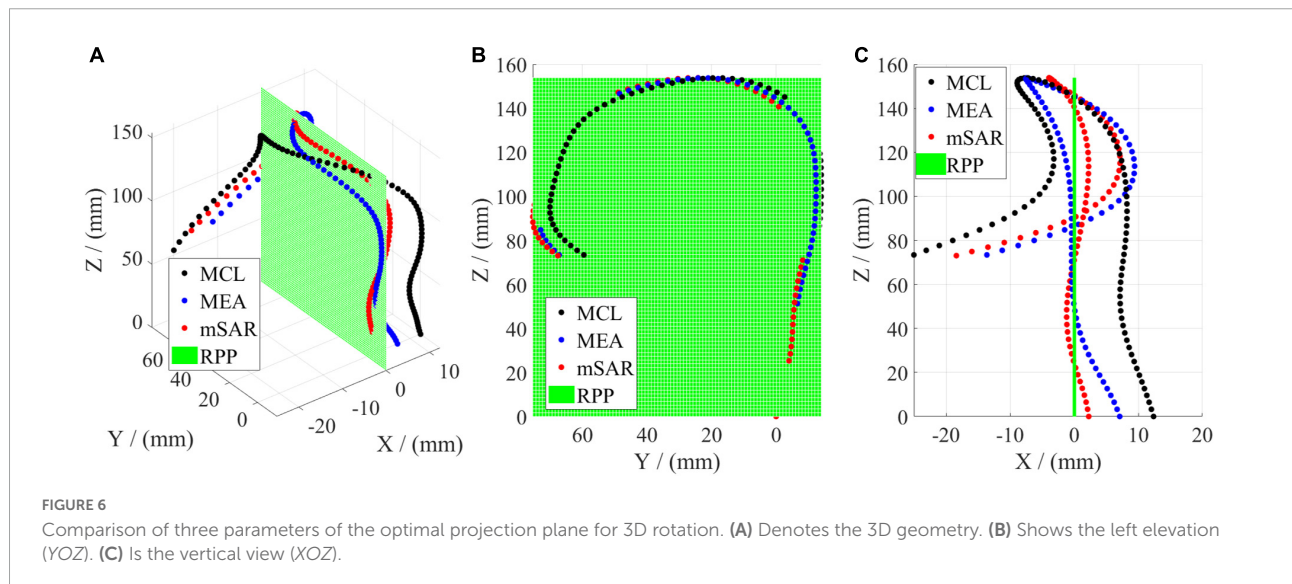 A
150
100
50
0
Z / (mm)
MCL
MEA
mSAR
RPP
60
40
20
0
Y / (mm)
-20
-10
0
10
X / (mm)
B
160
140
120
100
80
60
40
20
0
Z / (mm)
MCL
MEA
mSAR
RPP
60
40
20
0
Y / (mm)
C
160
140
120
100
80
60
40
20
0
Z / (mm)
MCL
MEA
mSAR
RPP
-20
-10
0
10
20
X / (mm)
FIGURE 6
Comparison of three parameters of the optimal projection plane for 3D rotation. (A) Denotes the 3D geometry. (B) Shows the left elevation
(YOZ). (C) Is the vertical view (XOZ).